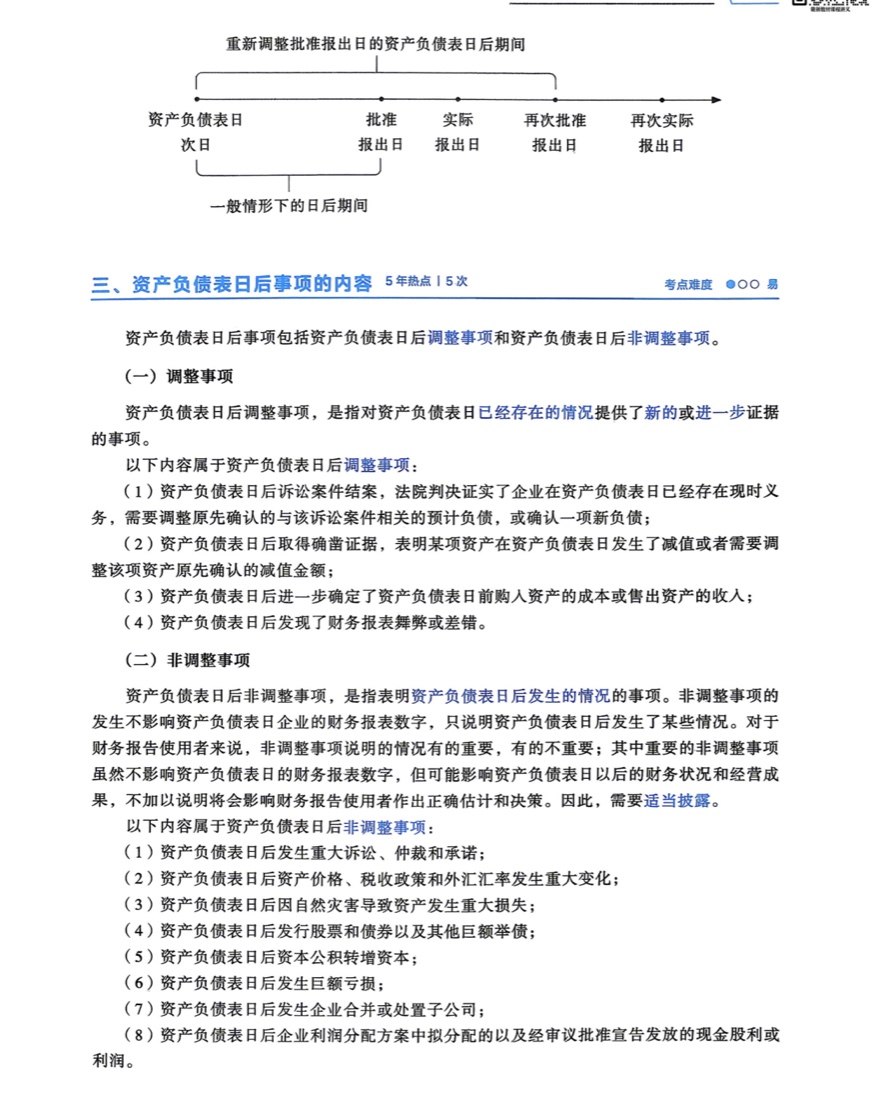 重新调整批准报出日的资产负债表日后期间
资产负债表日 批准 实际 再次批准 再次实际
次日 报出日 报出日 报出日 报出日
一般情形下的日后期间
三、资产负债表日后事项的内容 5年热点 | 5次 考点难度 易
资产负债表日后事项包括资产负债表日后调整事项和资产负债表日后非调整事项。
（一）调整事项
资产负债表日后调整事项，是指对资产负债表日已经存在的情况提供了新的或进一步证据
的事项。
以下内容属于资产负债表日后调整事项：
（1）资产负债表日后诉讼案件结案，法院判决证实了企业在资产负债表日已经存在现时义
务，需要调整原先确认的与该诉讼案件相关的预计负债，或确认一项新负债；
（2）资产负债表日后取得确凿证据，表明某项资产在资产负债表日发生了减值或者需要调
整该项资产原先确认的减值金额；
（3）资产负债表日后进一步确定了资产负债表日前购入资产的成本或售出资产的收入；
（4）资产负债表日后发现了财务报表舞弊或差错。
（二）非调整事项
资产负债表日后非调整事项，是指表明资产负债表日后发生的情况的事项。非调整事项的
发生不影响资产负债表日企业的财务报表数字，只说明资产负债表日后发生了某些情况。对于
财务报告使用者来说，非调整事项说明的情况有的重要，有的不重要；其中重要的非调整事项
虽然不影响资产负债表日的财务报表数字，但可能影响资产负债表日以后的财务状况和经营成
果，不加以说明将会影响财务报告使用者作出正确估计和决策。因此，需要适当披露。
以下内容属于资产负债表日后非调整事项：
（1）资产负债表日后发生重大诉讼、仲裁和承诺；
（2）资产负债表日后资产价格、税收政策和外汇汇率发生重大变化；
（3）资产负债表日后因自然灾害导致资产发生重大损失；
（4）资产负债表日后发行股票和债券以及其他巨额举债；
（5）资产负债表日后资本公积转增资本；
（6）资产负债表日后发生巨额亏损；
（7）资产负债表日后发生企业合并或处置子公司；
（8）资产负债表日后企业利润分配方案中拟分配的以及经审议批准宣告发放的现金股利或
利润。